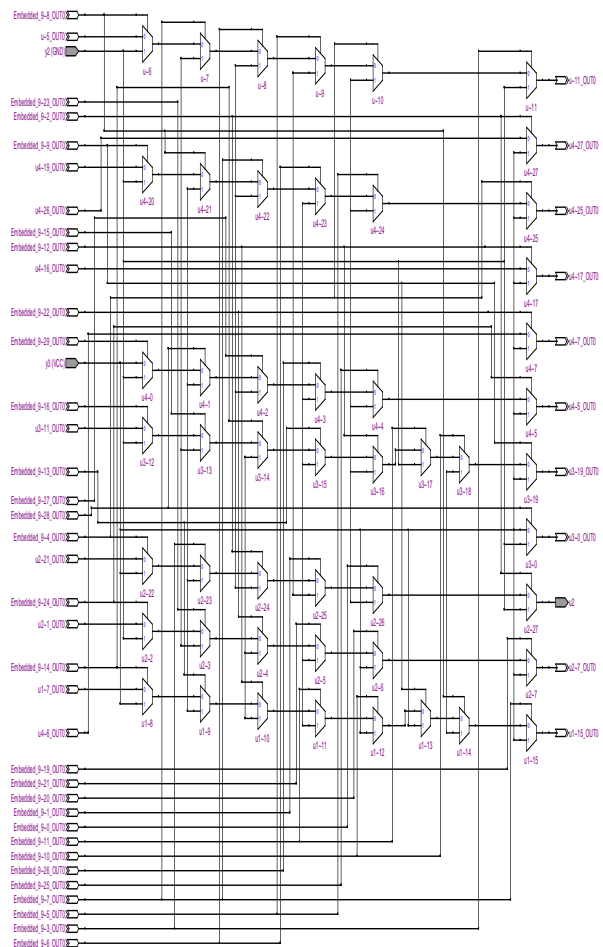 Embedded_9~8_OUT0
u~5_OUT0
y2 (GND)
u~6
u~7
u~8
u~9
u~10
u~11
u~11_OUT0
Embedded_9~23_OUT0
Embedded_9~2_OUT0
Embedded_9~9_OUT0
u4~27
u4~27_OUT0
u4~19_OUT0
u4~20
u4~21
u4~22
u4~23
u4~24
u4~26_OUT0
u4~25
u4~25_OUT0
Embedded_9~15_OUT0
Embedded_9~12_OUT0
u4~16_OUT0
u4~17
u4~17_OUT0
Embedded_9~22_OUT0
Embedded_9~29_OUT0
u4~7
u4~7_OUT0
y3 (VCC)
u4~0
u4~1
u4~2
u4~3
u4~4
u4~5
u4~5_OUT0
Embedded_9~16_OUT0
u3~11_OUT0
u3~12
u3~13
u3~14
u3~15
u3~16
u3~17
u3~18
u3~19
u3~19_OUT0
Embedded_9~13_OUT0
Embedded_9~27_OUT0
Embedded_9~28_OUT0
Embedded_9~4_OUT0
u3~0
u3~0_OUT0
u2~21_OUT0
u2~22
u2~23
u2~24
u2~25
u2~26
u2~27
u2
Embedded_9~24_OUT0
u2~1_OUT0
u2~2
u2~3
u2~4
u2~5
u2~6
u2~7
u2~7_OUT0
Embedded_9~14_OUT0
u1~7_OUT0
u1~8
u1~9
u1~10
u1~11
u1~12
u1~13
u1~14
u1~15
u1~15_OUT0
u4~6_OUT0
Embedded_9~19_OUT0
Embedded_9~21_OUT0
Embedded_9~20_OUT0
Embedded_9~1_OUT0
Embedded_9~0_OUT0
Embedded_9~11_OUT0
Embedded_9~10_OUT0
Embedded_9~26_OUT0
Embedded_9~25_OUT0
Embedded_9~7_OUT0
Embedded_9~5_OUT0
Embedded_9~3_OUT0
Embedded_9~6_OUT0